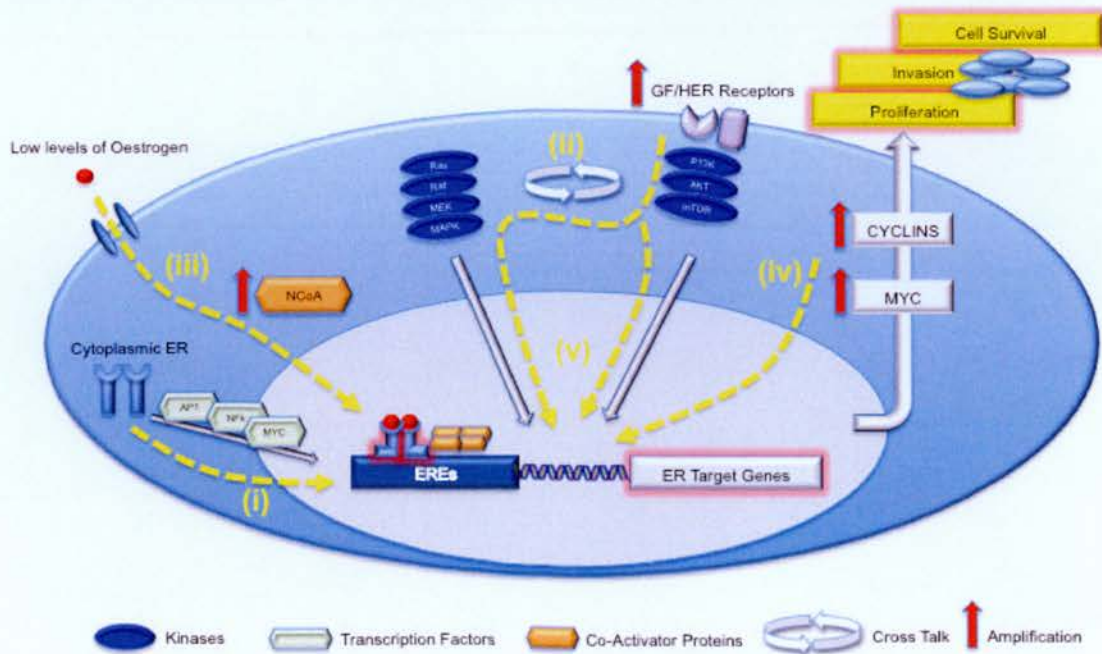 Cell Survival
Invasion
Proliferation
GF/HER Receptors
Low levels of Oestrogen
(ii)
Ras
Raf
MEK
MAPK
PI3K
AKT
mTOR
CYCLINS
(iii)
(iv)
NCoA
MYC
Cytoplasmic ER
(v)
AP1
NFk
MYC
EREs
ER Target Genes
(i)
Kinases
Transcription Factors
Co-Activator Proteins
Cross Talk
Amplification